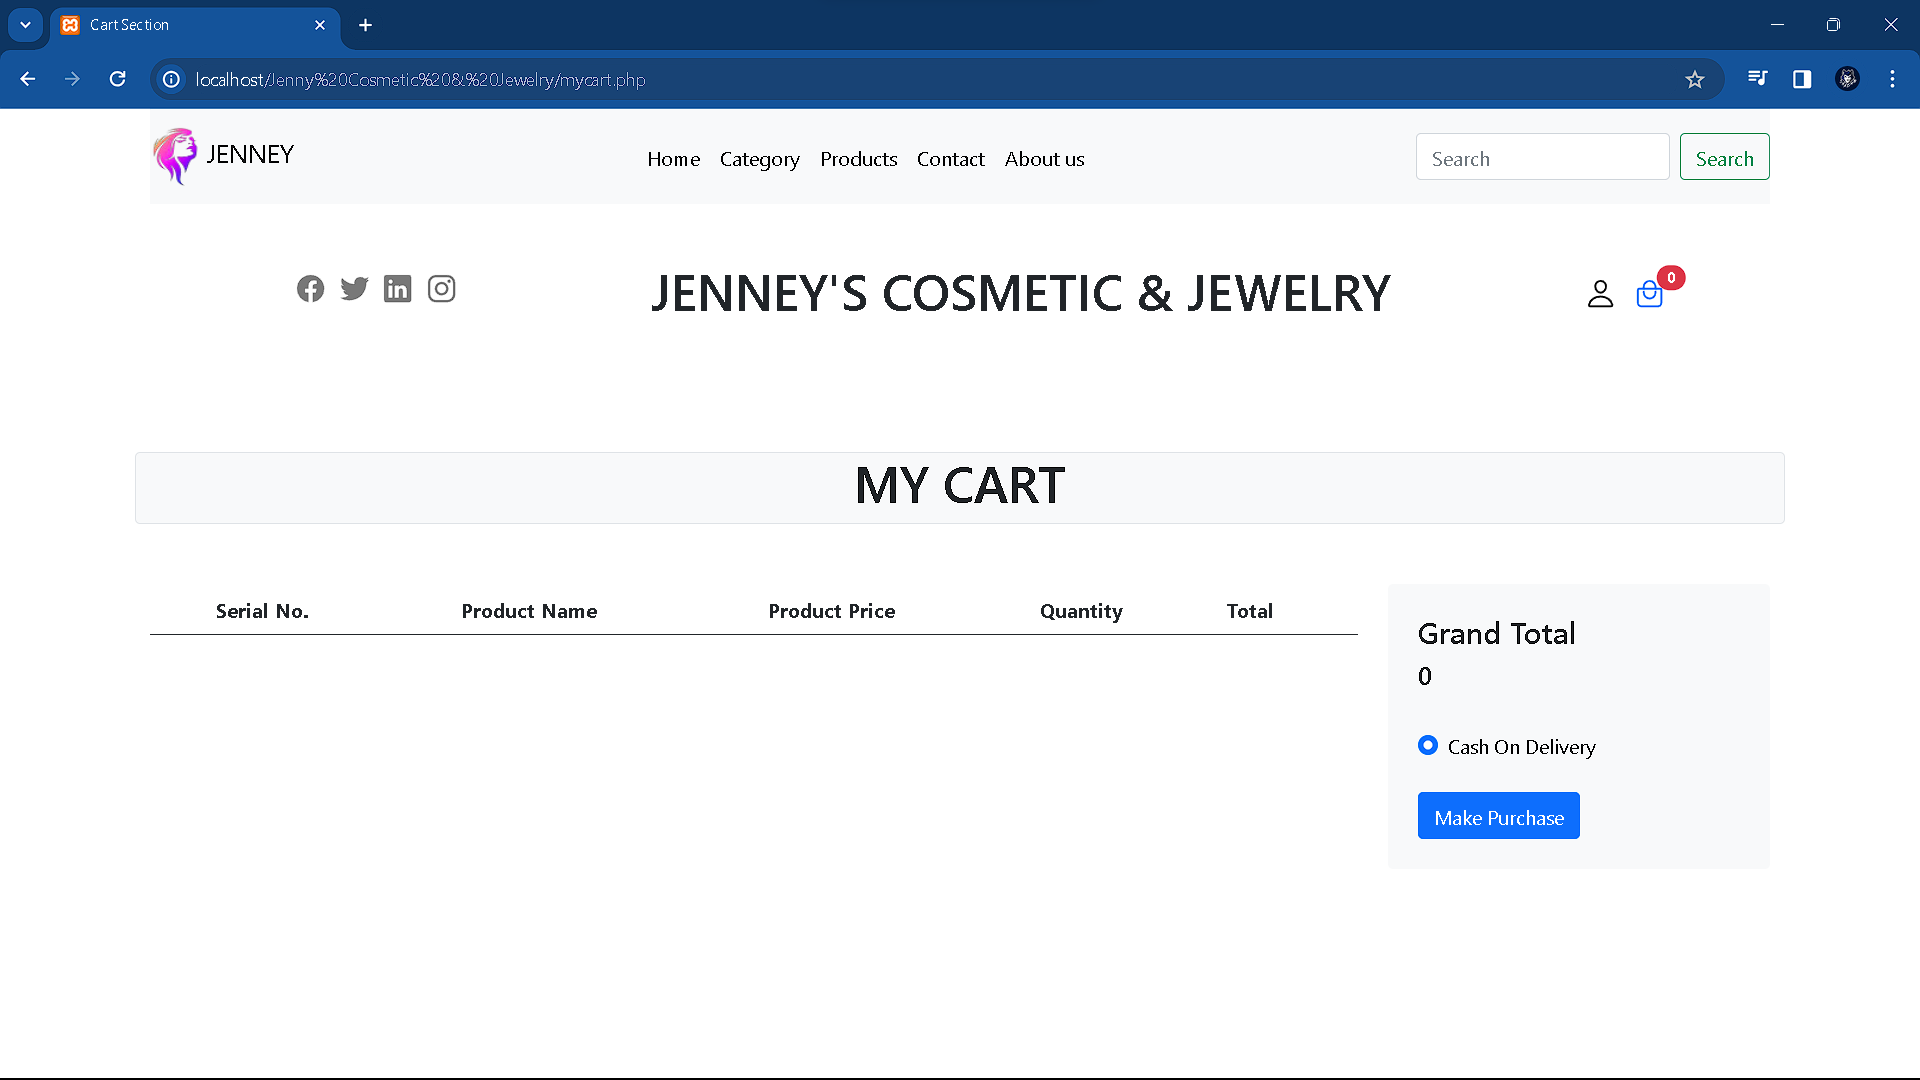 Cart Section
localhost/Jenny%20Cosmetic%20&%20Jewelry/mycart.php
JENNEY
Home Category Products Contact About us
Search
Search
JENNEY'S COSMETIC & JEWELRY
0
MY CART
Serial No. Product Name Product Price Quantity Total
Grand Total
0
Cash On Delivery
Make Purchase